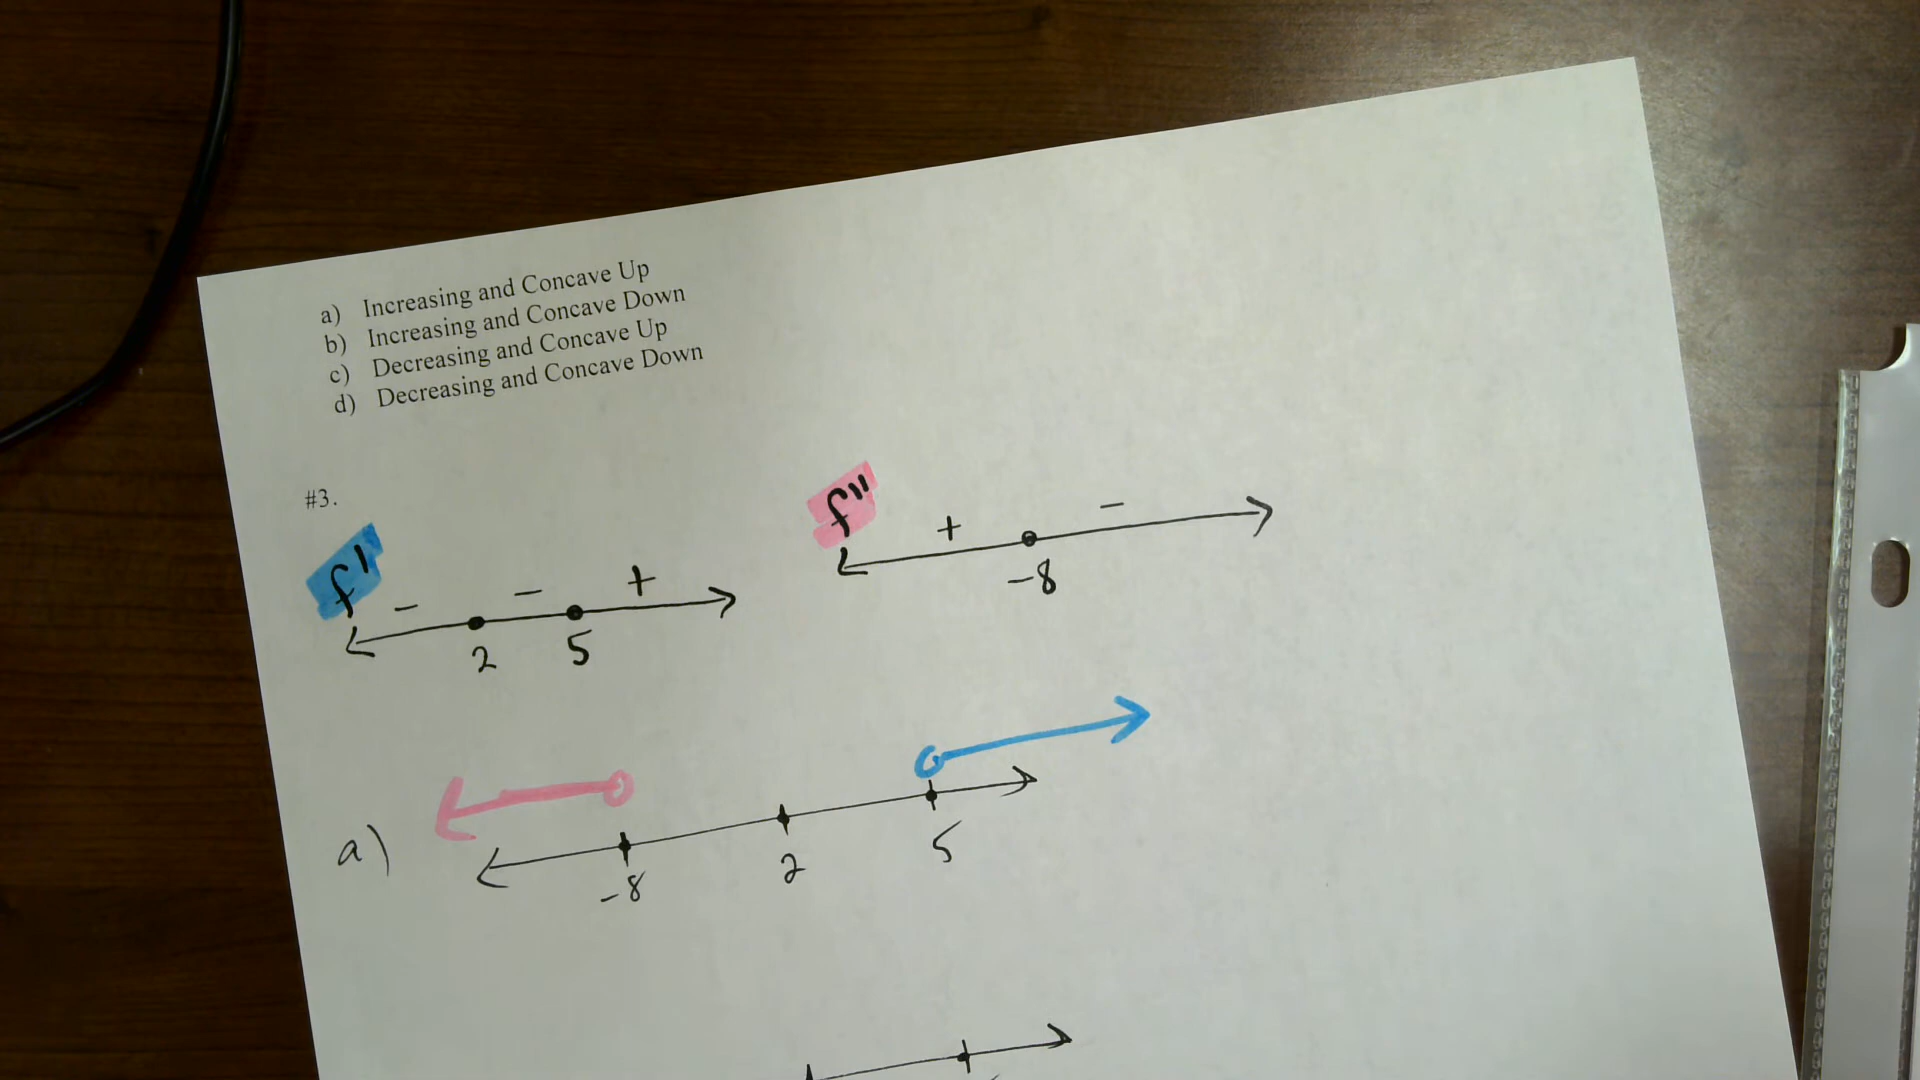 a) Increasing and Concave Up
b) Increasing and Concave Down
c) Decreasing and Concave Up
d) Decreasing and Concave Down
#3.
f' − − +
2 5
f'' + −
−8
a)
−8 2 5